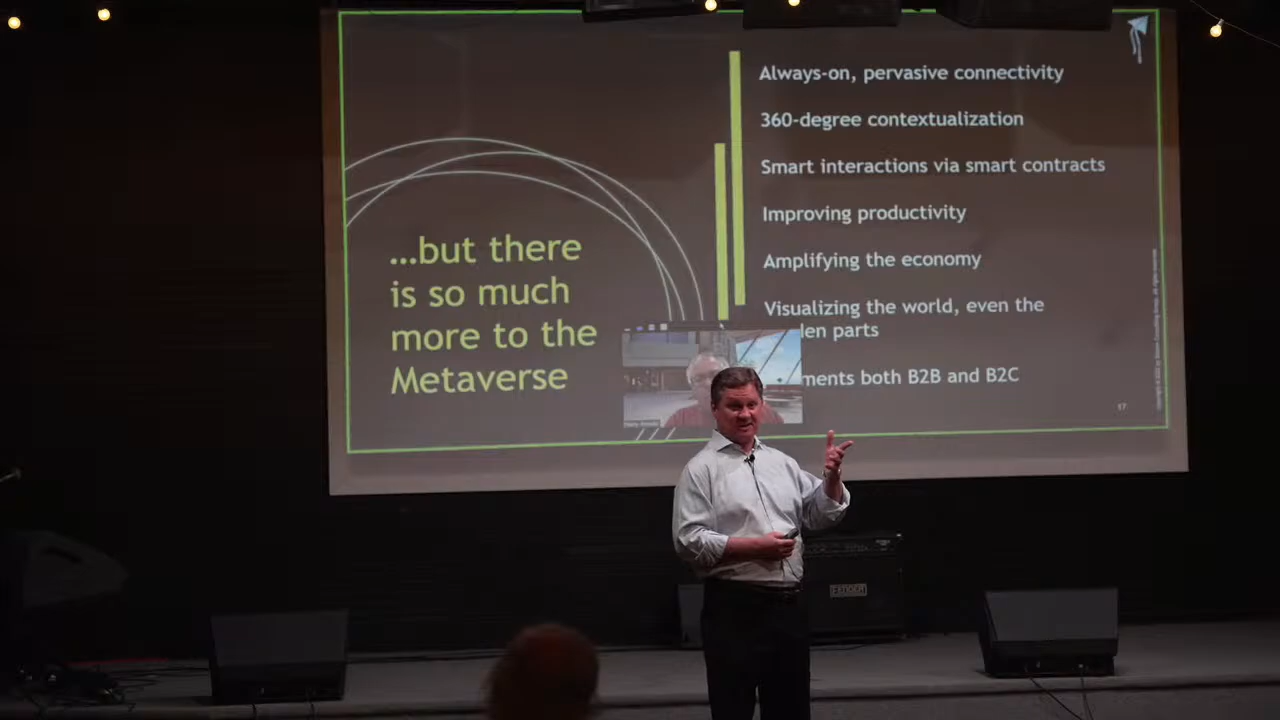 ...but there
is so much
more to the
Metaverse
Always-on, pervasive connectivity
360-degree contextualization
Smart interactions via smart contracts
Improving productivity
Amplifying the economy
Visualizing the world, even the
parts
both B2B and B2C
17